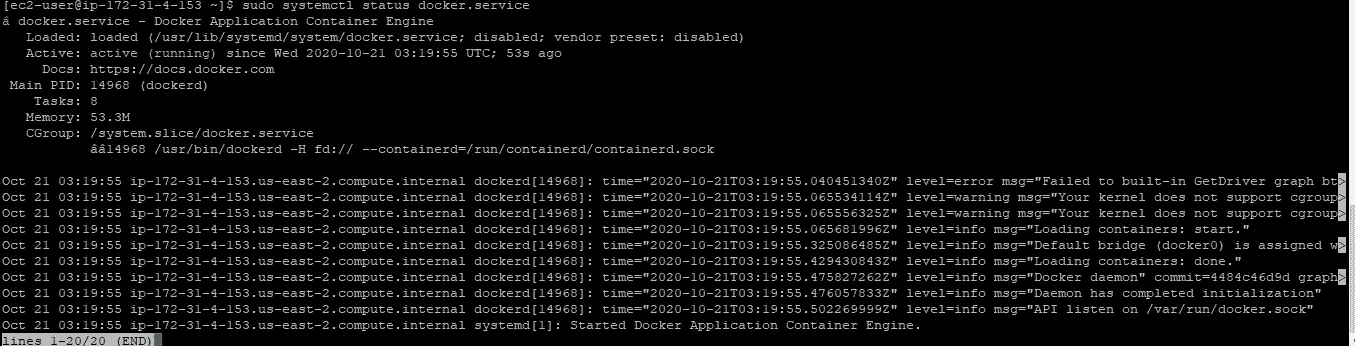 [ec2-user@ip-172-31-4-153 ~]$ sudo systemctl status docker.service
â docker.service - Docker Application Container Engine
   Loaded: loaded (/usr/lib/systemd/system/docker.service; disabled; vendor preset: disabled)
   Active: active (running) since Wed 2020-10-21 03:19:55 UTC; 53s ago
     Docs: https://docs.docker.com
 Main PID: 14968 (dockerd)
    Tasks: 8
   Memory: 53.3M
   CGroup: /system.slice/docker.service
           ââ14968 /usr/bin/dockerd -H fd:// --containerd=/run/containerd/containerd.sock
Oct 21 03:19:55 ip-172-31-4-153.us-east-2.compute.internal dockerd[14968]: time="2020-10-21T03:19:55.040451340Z" level=error msg="Failed to built-in GetDriver graph bt>
Oct 21 03:19:55 ip-172-31-4-153.us-east-2.compute.internal dockerd[14968]: time="2020-10-21T03:19:55.065534114Z" level=warning msg="Your kernel does not support cgroup>
Oct 21 03:19:55 ip-172-31-4-153.us-east-2.compute.internal dockerd[14968]: time="2020-10-21T03:19:55.065556325Z" level=warning msg="Your kernel does not support cgroup>
Oct 21 03:19:55 ip-172-31-4-153.us-east-2.compute.internal dockerd[14968]: time="2020-10-21T03:19:55.065681996Z" level=info msg="Loading containers: start."
Oct 21 03:19:55 ip-172-31-4-153.us-east-2.compute.internal dockerd[14968]: time="2020-10-21T03:19:55.325086485Z" level=info msg="Default bridge (docker0) is assigned w>
Oct 21 03:19:55 ip-172-31-4-153.us-east-2.compute.internal dockerd[14968]: time="2020-10-21T03:19:55.429430843Z" level=info msg="Loading containers: done."
Oct 21 03:19:55 ip-172-31-4-153.us-east-2.compute.internal dockerd[14968]: time="2020-10-21T03:19:55.475827262Z" level=info msg="Docker daemon" commit=4484c46d9d graph>
Oct 21 03:19:55 ip-172-31-4-153.us-east-2.compute.internal dockerd[14968]: time="2020-10-21T03:19:55.476057833Z" level=info msg="Daemon has completed initialization"
Oct 21 03:19:55 ip-172-31-4-153.us-east-2.compute.internal dockerd[14968]: time="2020-10-21T03:19:55.502269999Z" level=info msg="API listen on /var/run/docker.sock"
Oct 21 03:19:55 ip-172-31-4-153.us-east-2.compute.internal systemd[1]: Started Docker Application Container Engine.
lines 1-20/20 (END)